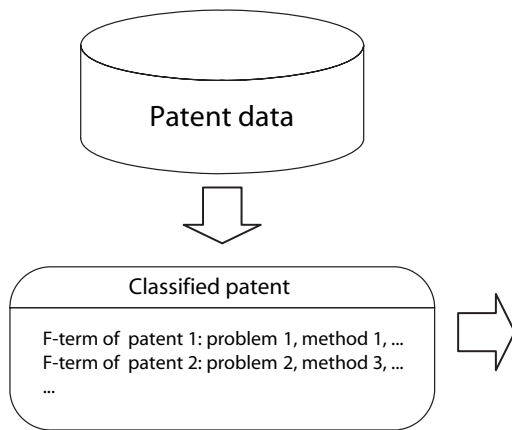 Patent data
Classified patent
F-term of patent 1: problem 1, method 1, ...
F-term of patent 2: problem 2, method 3, ...
...